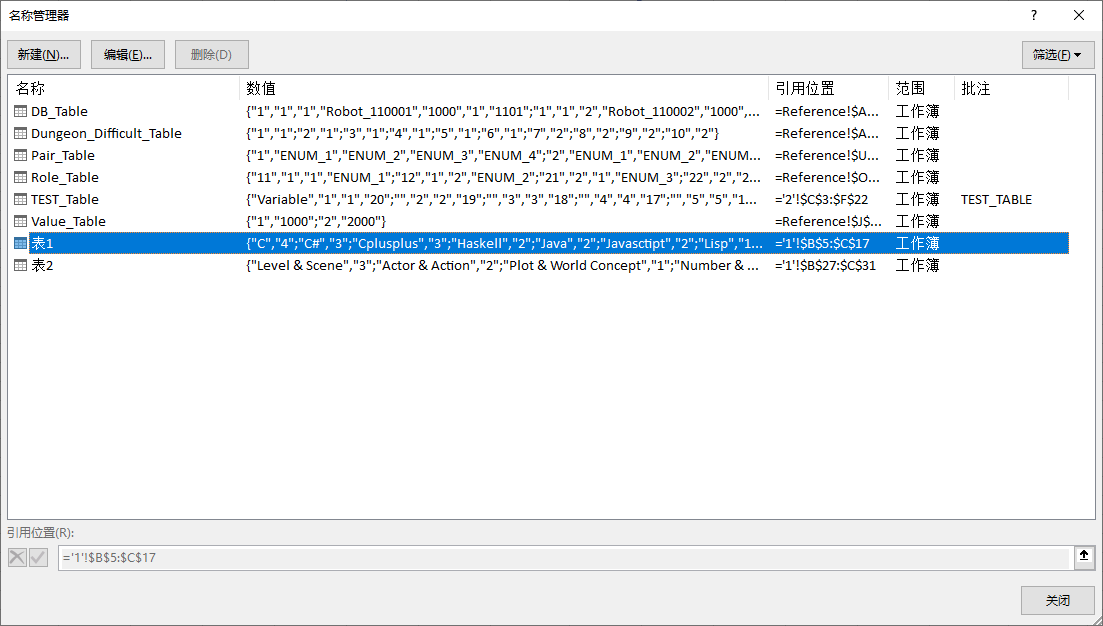 名称管理器
?
新建(N)... 编辑(E)... 删除(D) 筛选(F)
名称 数值 引用位置 范围 批注
DB_Table {"1","1","1","Robot_110001","1000","1","1101";"1","1","2","Robot_110002","1000",... =Reference!$A... 工作簿
Dungeon_Difficult_Table {"1","1";"2","1";"3","1";"4","1";"5","1";"6","1";"7","2";"8","2";"9","2";"10","2"} =Reference!$A... 工作簿
Pair_Table {"1","ENUM_1","ENUM_2","ENUM_3","ENUM_4";"2","ENUM_1","ENUM_2","ENUM... =Reference!$U... 工作簿
Role_Table {"11","1","1","ENUM_1";"12","1","2","ENUM_2";"21","2","1","ENUM_3";"22","2","2... =Reference!$O... 工作簿
TEST_Table {"Variable","1","1","20";"","2","2","19";"","3","3","18";"","4","4","17";"","5","5","1... ='2'!$C$3:$F$22 工作簿 TEST_TABLE
Value_Table {"1","1000";"2","2000"} =Reference!$J$... 工作簿
表1 {"C","4";"C#","3";"Cplusplus","3";"Haskell","2";"Java","2";"Javasctipt","2";"Lisp","1... ='1'!$B$5:$C$17 工作簿
表2 {"Level & Scene","3";"Actor & Action","2";"Plot & World Concept","1";"Number & ... ='1'!$B$27:$C$31 工作簿
引用位置(R):
='1'!$B$5:$C$17
关闭